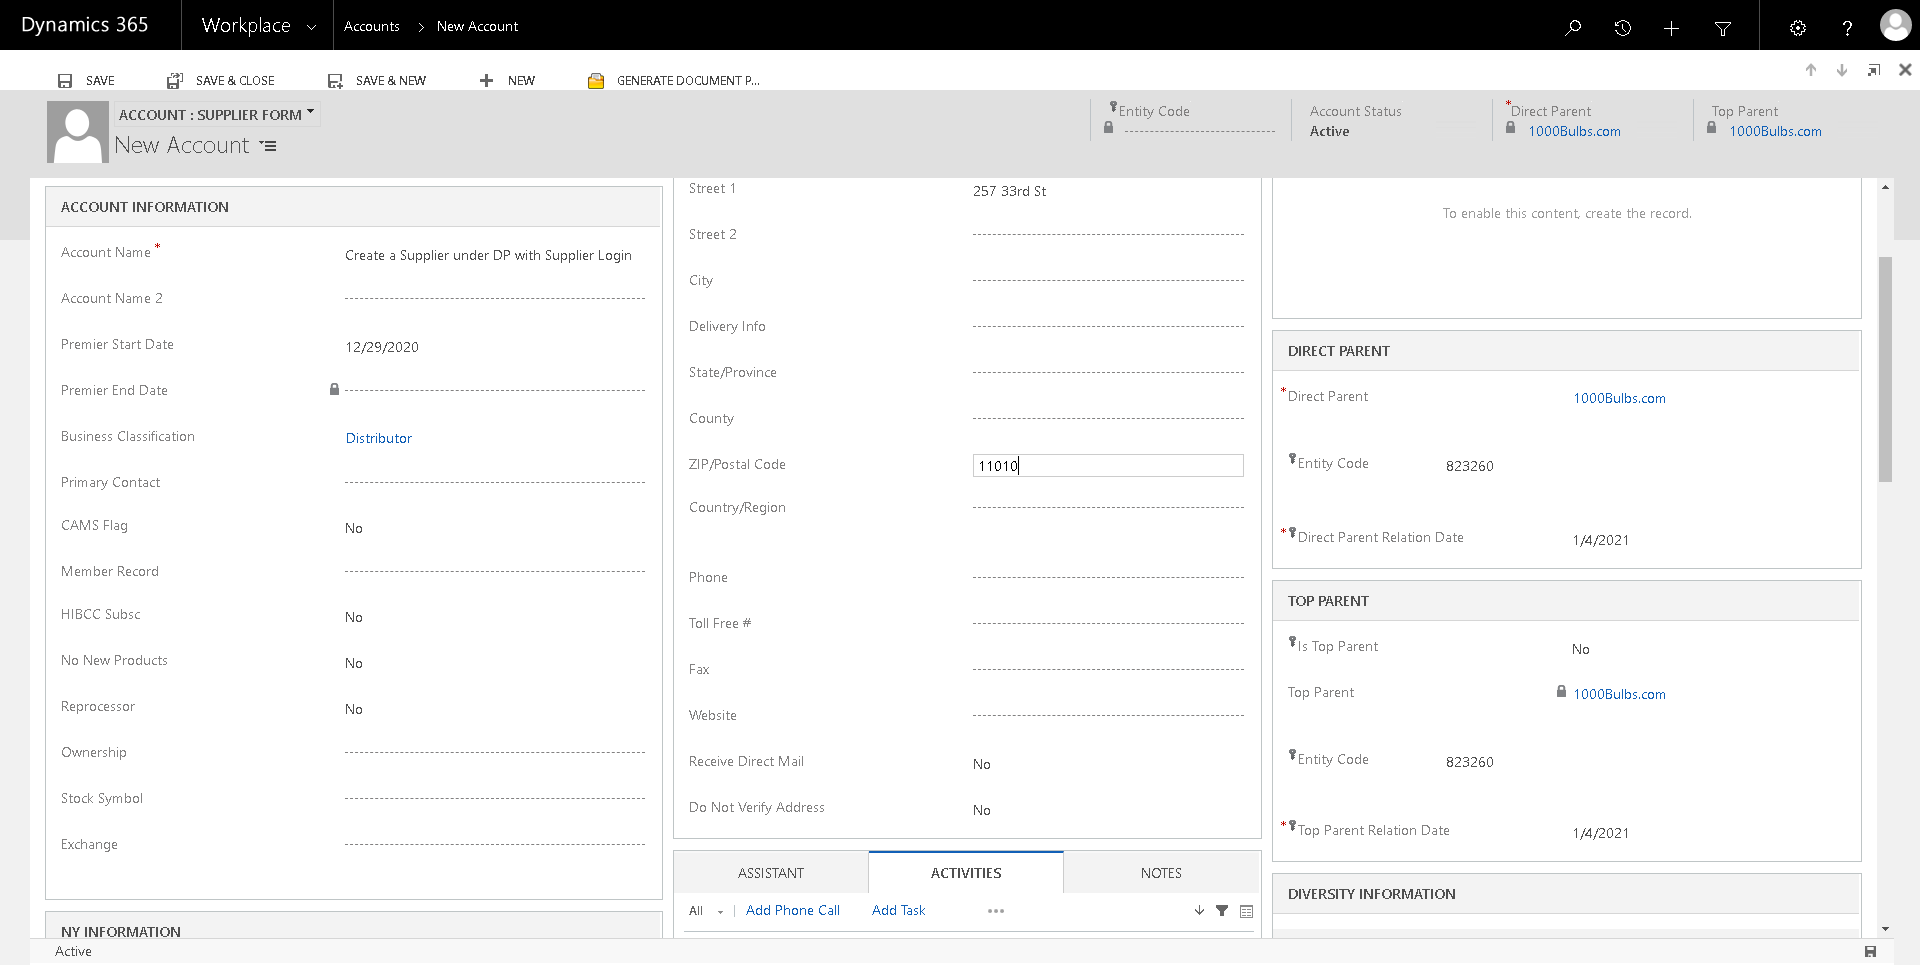 Dynamics 365
Workplace
Accounts > New Account
?
SAVE
SAVE & CLOSE
SAVE & NEW
NEW
GENERATE DOCUMENT P...
ACCOUNT : SUPPLIER FORM
New Account
Entity Code
Account Status
Active
*Direct Parent
1000Bulbs.com
Top Parent
1000Bulbs.com
ACCOUNT INFORMATION
Account Name *
Create a Supplier under DP with Supplier Login
Account Name 2
Premier Start Date
12/29/2020
Premier End Date
Business Classification
Distributor
Primary Contact
CAMS Flag
No
Member Record
HIBCC Subsc
No
No New Products
No
Reprocessor
No
Ownership
Stock Symbol
Exchange
NY INFORMATION
Street 1
257 33rd St
Street 2
City
Delivery Info
State/Province
County
ZIP/Postal Code
11010
Country/Region
Phone
Toll Free #
Fax
Website
Receive Direct Mail
No
Do Not Verify Address
No
ASSISTANT
ACTIVITIES
NOTES
All
Add Phone Call
Add Task
...
To enable this content, create the record.
DIRECT PARENT
*Direct Parent
1000Bulbs.com
Entity Code
823260
*Direct Parent Relation Date
1/4/2021
TOP PARENT
Is Top Parent
No
Top Parent
1000Bulbs.com
Entity Code
823260
*Top Parent Relation Date
1/4/2021
DIVERSITY INFORMATION
Active